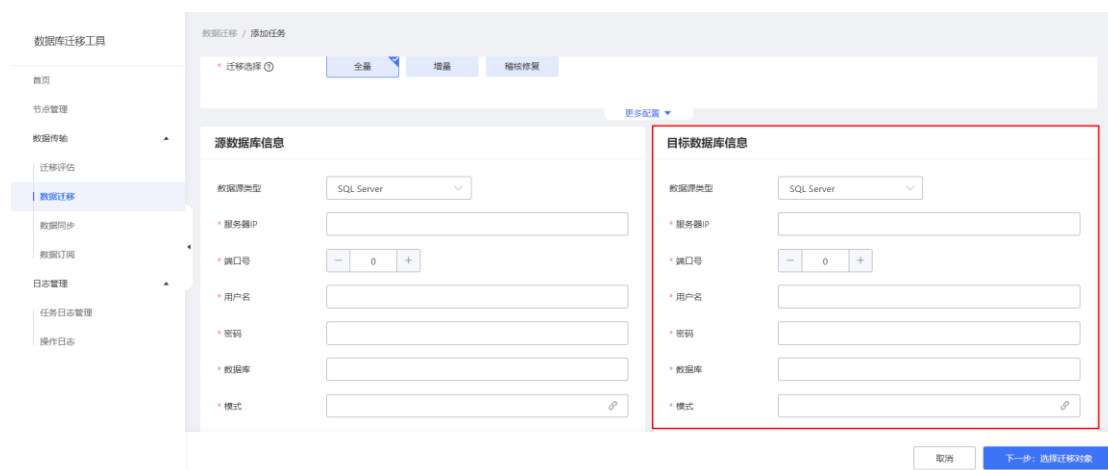 数据库迁移工具
首页
节点管理
数据传输
迁移评估
数据迁移
数据同步
数据订阅
日志管理
任务日志管理
操作日志
数据迁移 / 添加任务
* 迁移选择 ? 全量 增量 稽核修复
更多配置
源数据库信息
数据源类型 SQL Server
* 服务器IP
* 端口号 − 0 +
* 用户名
* 密码
* 数据库
* 模式
目标数据库信息
数据源类型 SQL Server
* 服务器IP
* 端口号 − 0 +
* 用户名
* 密码
* 数据库
* 模式
取消 下一步：选择迁移对象